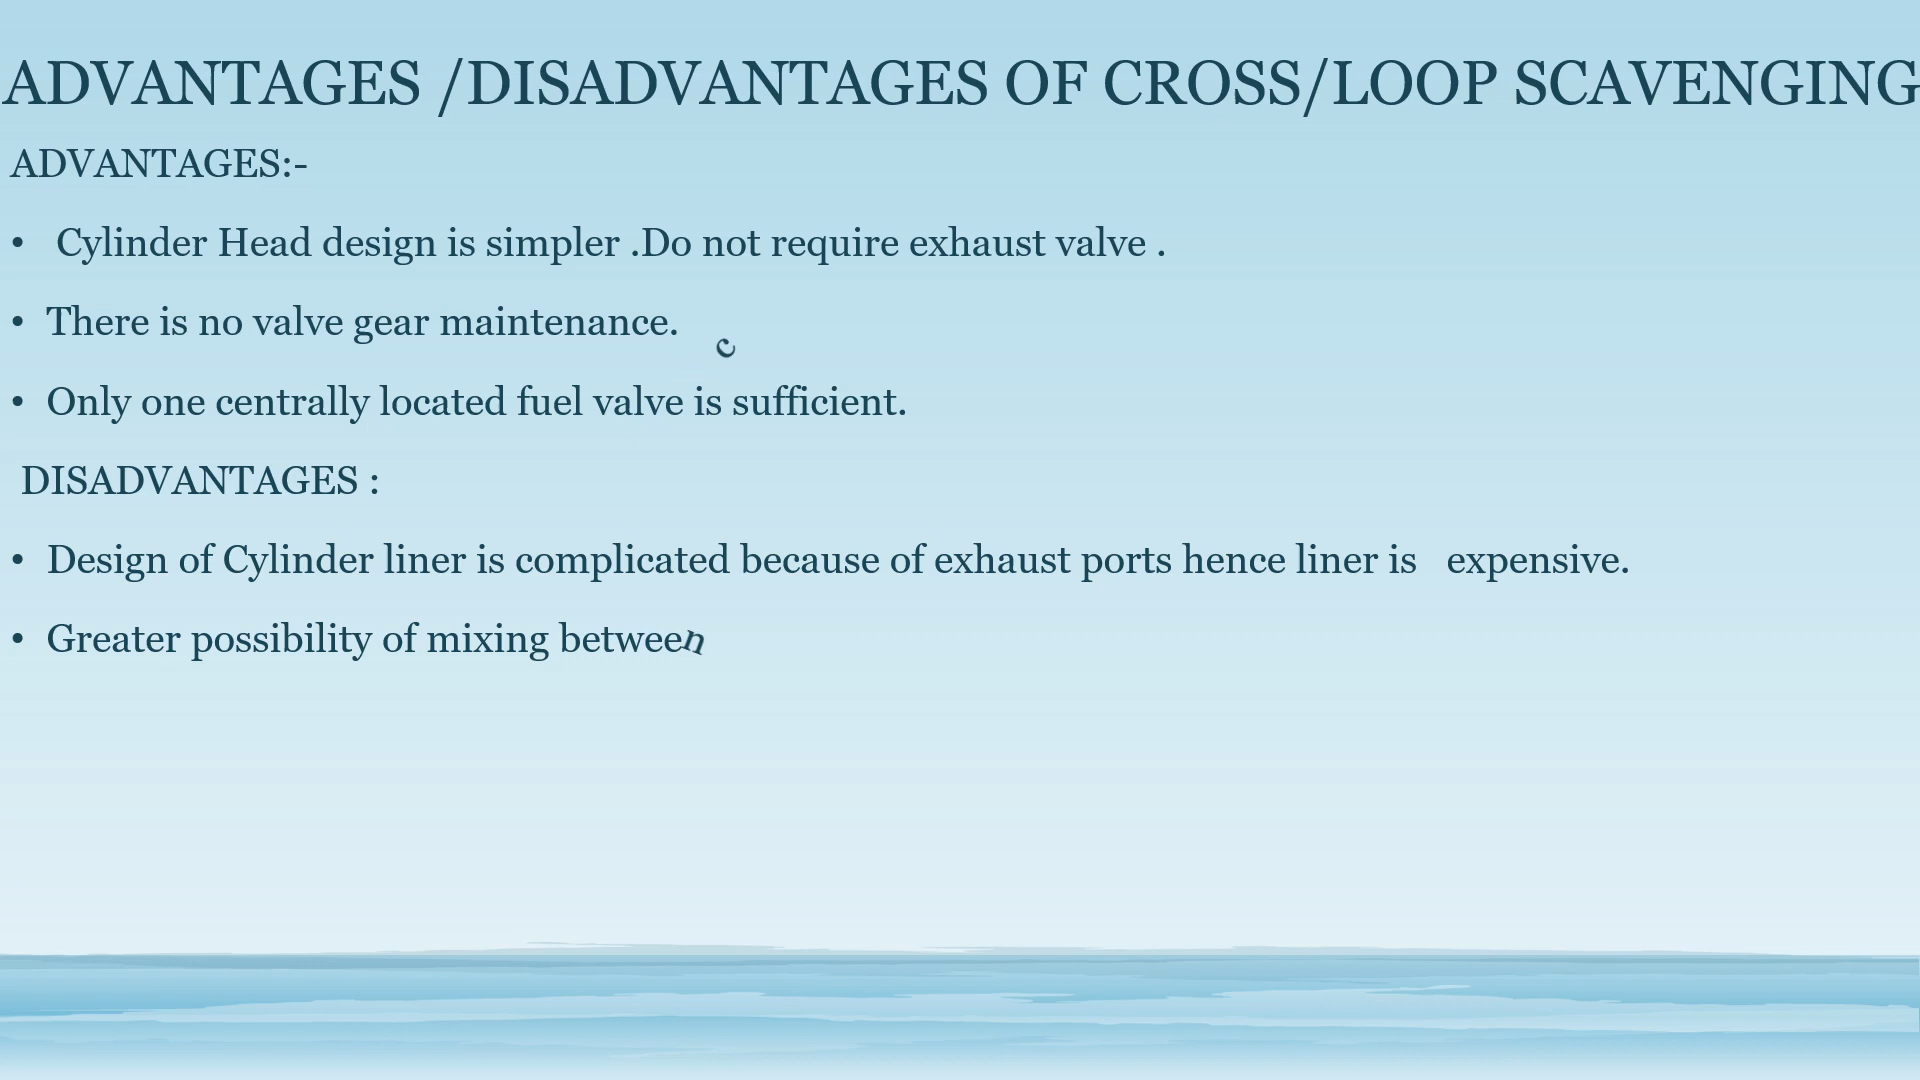 ADVANTAGES /DISADVANTAGES OF CROSS/LOOP SCAVENGING
ADVANTAGES:-
• Cylinder Head design is simpler .Do not require exhaust valve .
• There is no valve gear maintenance.
c
• Only one centrally located fuel valve is sufficient.
DISADVANTAGES :
• Design of Cylinder liner is complicated because of exhaust ports hence liner is expensive.
• Greater possibility of mixing between